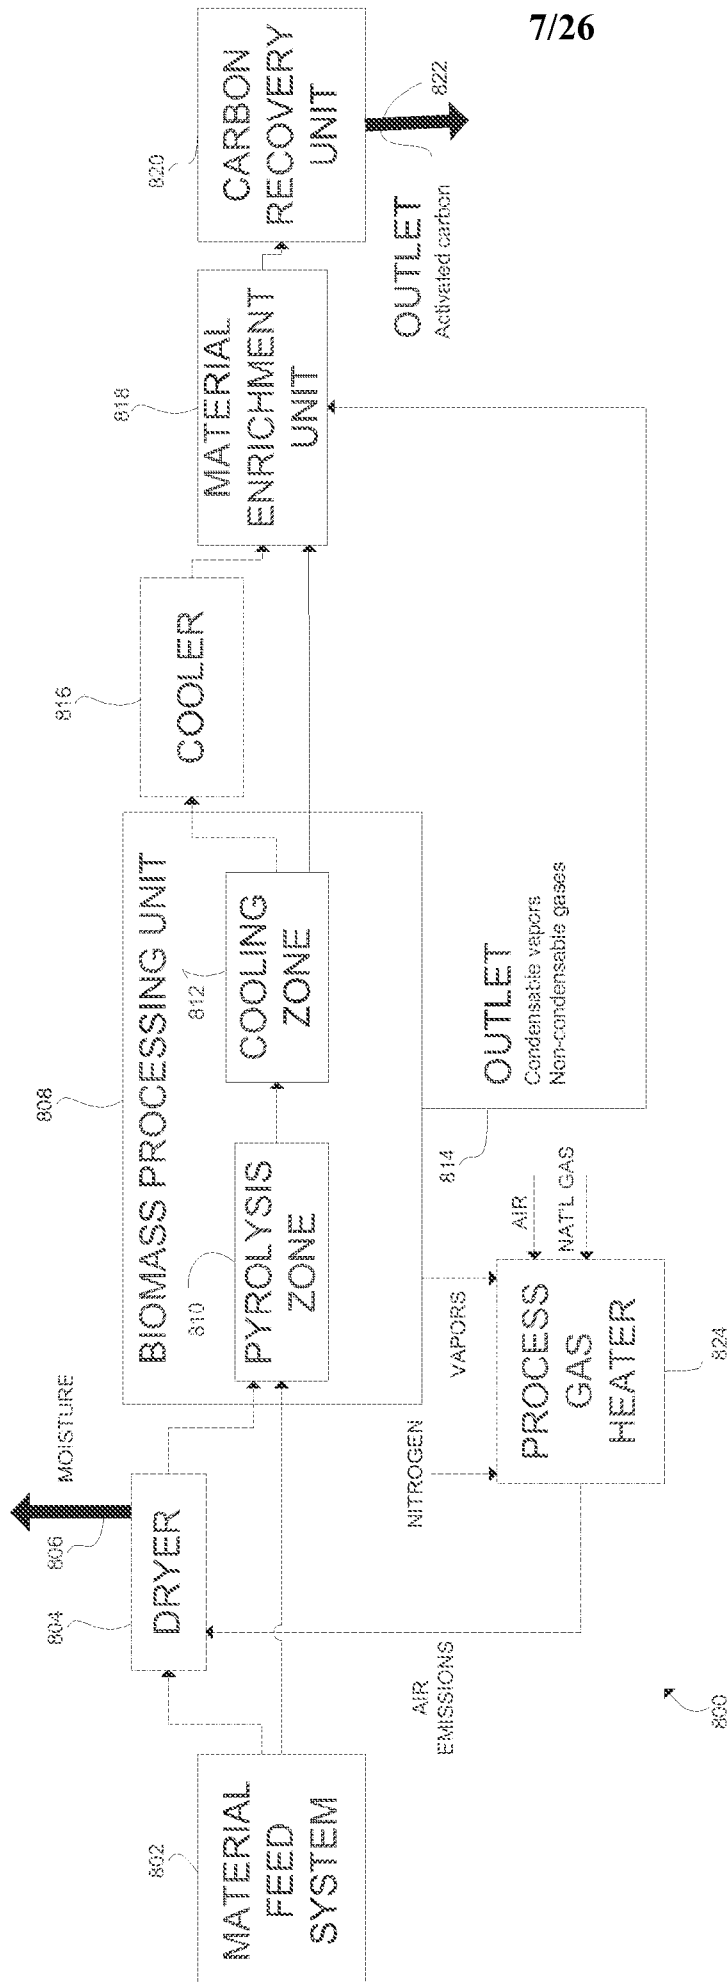 7/26
802
MATERIAL
FEED
SYSTEM
804
DRYER
806
MOISTURE
808
BIOMASS PROCESSING UNIT
810
PYROLYSIS
ZONE
812
COOLING
ZONE
816
COOLER
818
MATERIAL
ENRICHMENT
UNIT
820
CARBON
RECOVERY
UNIT
822
OUTLET
Activated carbon
814
OUTLET
Condensable vapors
Non-condensable gases
NITROGEN
VAPORS
AIR
NAT'L GAS
PROCESS
GAS
HEATER
824
AIR
EMISSIONS
800